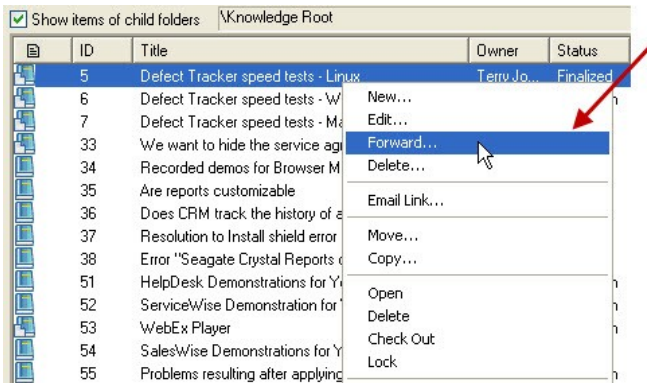 Show items of child folders \Knowledge Root
ID Title Owner Status
5 Defect Tracker speed tests - Linux Terry Jo... Finalized
6 Defect Tracker speed tests - W
7 Defect Tracker speed tests - Ma
33 We want to hide the service ag
34 Recorded demos for Browser M
35 Are reports customizable
36 Does CRM track the history of a
37 Resolution to Install shield error
38 Error "Seagate Crystal Reports
51 HelpDesk Demonstrations for Y
52 ServiceWise Demonstration for
53 WebEx Player
54 SalesWise Demonstrations for Y
55 Problems resulting after applying
New...
Edit...
Forward...
Delete...
Email Link...
Move...
Copy...
Open
Delete
Check Out
Lock